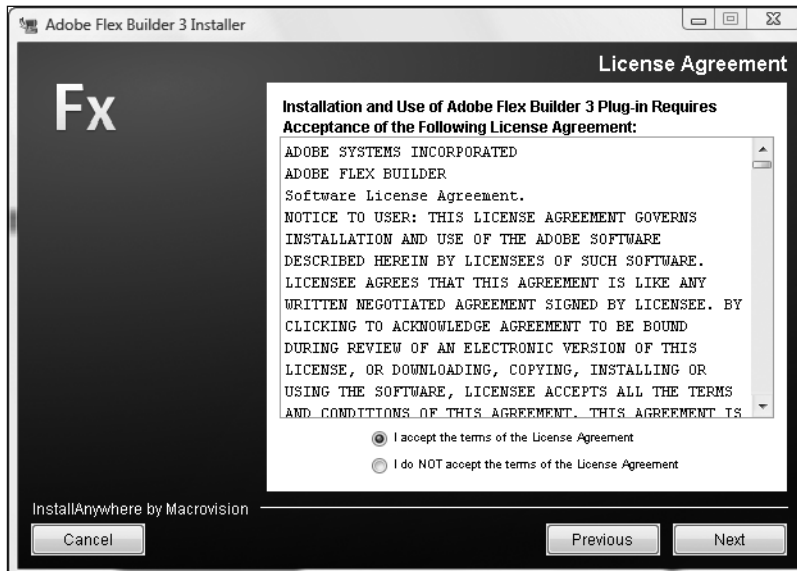 Adobe Flex Builder 3 Installer
License Agreement
Fx
Installation and Use of Adobe Flex Builder 3 Plug-in Requires
Acceptance of the Following License Agreement:
ADOBE SYSTEMS INCORPORATED
ADOBE FLEX BUILDER
Software License Agreement.
NOTICE TO USER: THIS LICENSE AGREEMENT GOVERNS
INSTALLATION AND USE OF THE ADOBE SOFTWARE
DESCRIBED HEREIN BY LICENSEES OF SUCH SOFTWARE.
LICENSEE AGREES THAT THIS AGREEMENT IS LIKE ANY
WRITTEN NEGOTIATED AGREEMENT SIGNED BY LICENSEE. BY
CLICKING TO ACKNOWLEDGE AGREEMENT TO BE BOUND
DURING REVIEW OF AN ELECTRONIC VERSION OF THIS
LICENSE, OR DOWNLOADING, COPYING, INSTALLING OR
USING THE SOFTWARE, LICENSEE ACCEPTS ALL THE TERMS
AND CONDITIONS OF THIS AGREEMENT. THIS AGREEMENT IS
I accept the terms of the License Agreement
I do NOT accept the terms of the License Agreement
InstallAnywhere by Macrovision
Cancel
Previous
Next